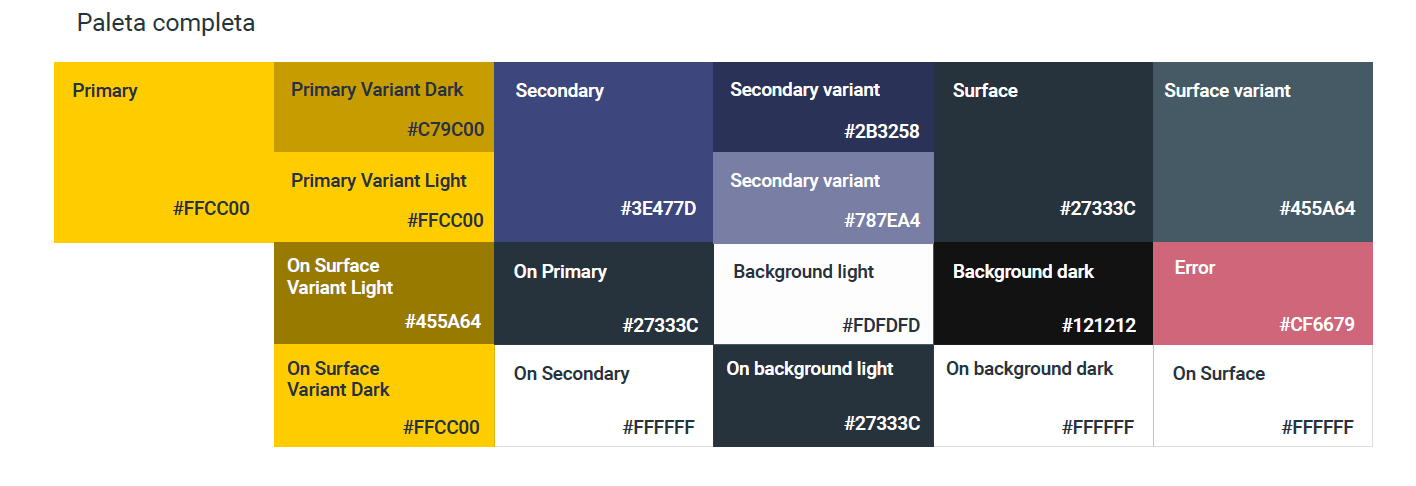 Paleta completa
Primary
#FFCC00
Primary Variant Dark
#C79C00
Primary Variant Light
#FFCC00
Secondary
#3E477D
Secondary variant
#2B3258
Secondary variant
#787EA4
Surface
#27333C
Surface variant
#455A64
On Surface
Variant Light
#455A64
On Primary
#27333C
Background light
#FDFDFD
Background dark
#121212
Error
#CF6679
On Surface
Variant Dark
#FFCC00
On Secondary
#FFFFFF
On background light
#27333C
On background dark
#FFFFFF
On Surface
#FFFFFF